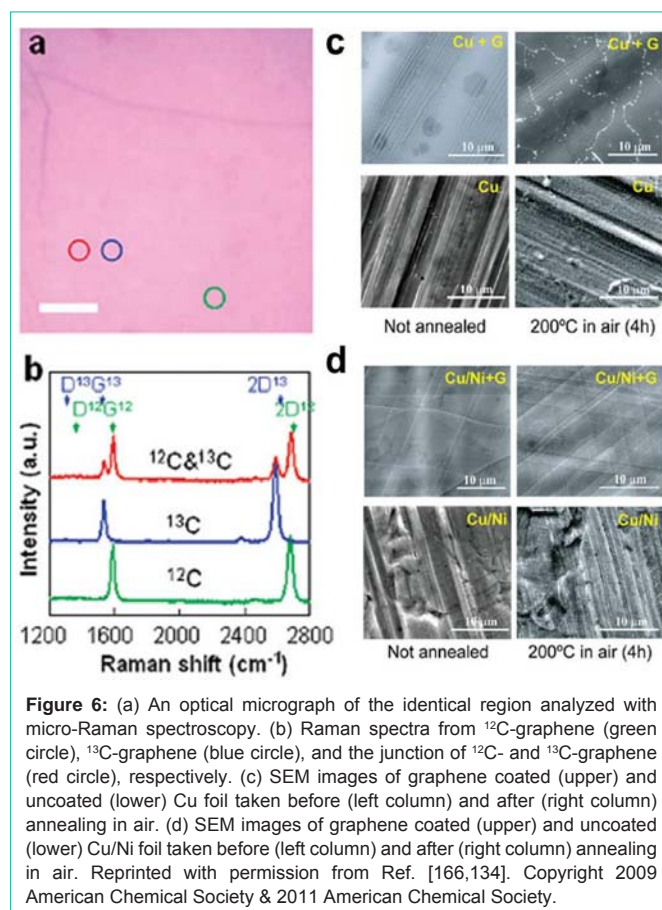 a
c
Cu + G
Cu + G
10 μm
10 μm
Cu
Cu
10 μm
10 μm
Not annealed
200ºC in air (4h)
b
D¹³G¹³
2D¹³
D¹²G¹²
2D¹²
¹²C&¹³C
¹³C
¹²C
Intensity (a.u.)
1200 1600 2000 2400 2800
Raman shift (cm⁻¹)
d
Cu/Ni+G
Cu/Ni+G
10 μm
10 μm
Cu/Ni
Cu/Ni
10 μm
10 μm
Not annealed
200ºC in air (4h)
Figure 6: (a) An optical micrograph of the identical region analyzed with
micro-Raman spectroscopy. (b) Raman spectra from ¹²C-graphene (green
circle), ¹³C-graphene (blue circle), and the junction of ¹²C- and ¹³C-graphene
(red circle), respectively. (c) SEM images of graphene coated (upper) and
uncoated (lower) Cu foil taken before (left column) and after (right column)
annealing in air. (d) SEM images of graphene coated (upper) and uncoated
(lower) Cu/Ni foil taken before (left column) and after (right column) annealing
in air. Reprinted with permission from Ref. [166,134]. Copyright 2009
American Chemical Society & 2011 American Chemical Society.